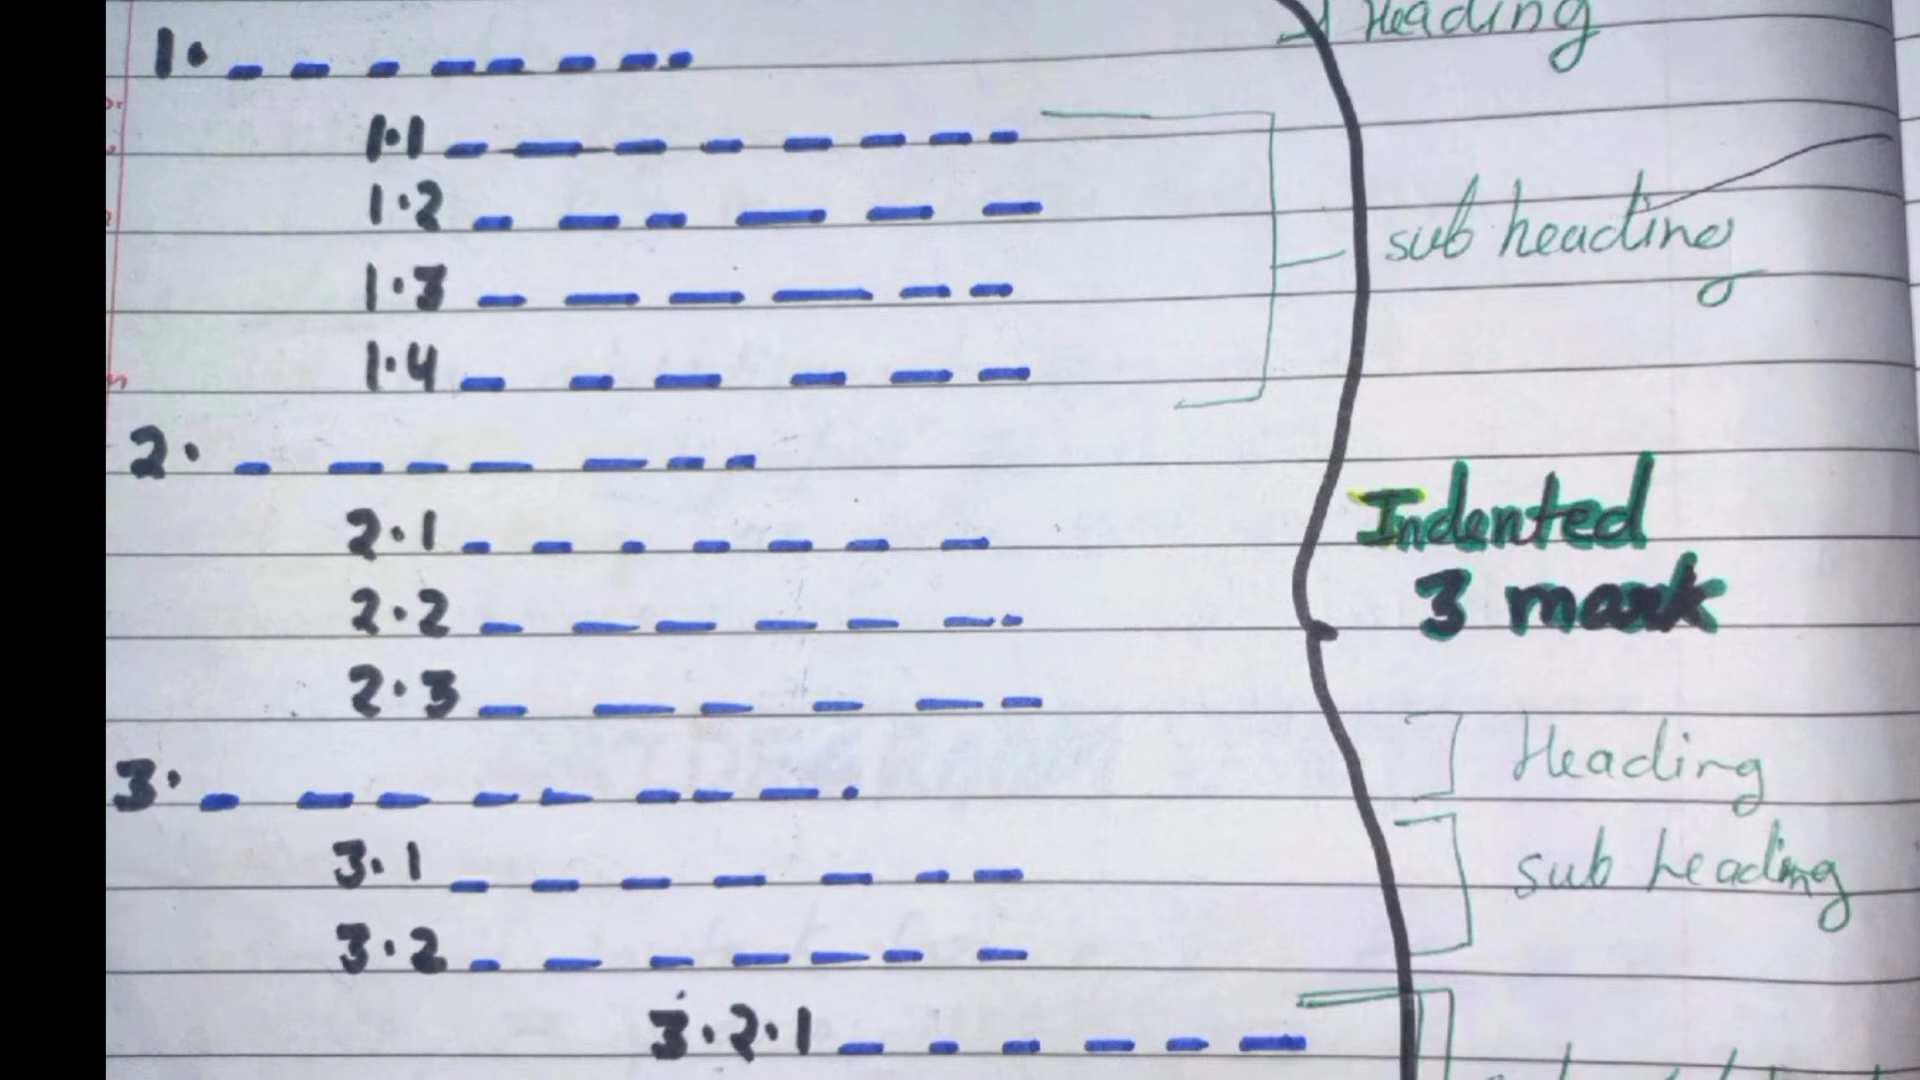 Heading
1.
1.1
1.2
sub heading
1.3
1.4
2.
2.1
Indented
2.2
3 mark
2.3
Heading
3.
3.1
sub heading
3.2
3.2.1